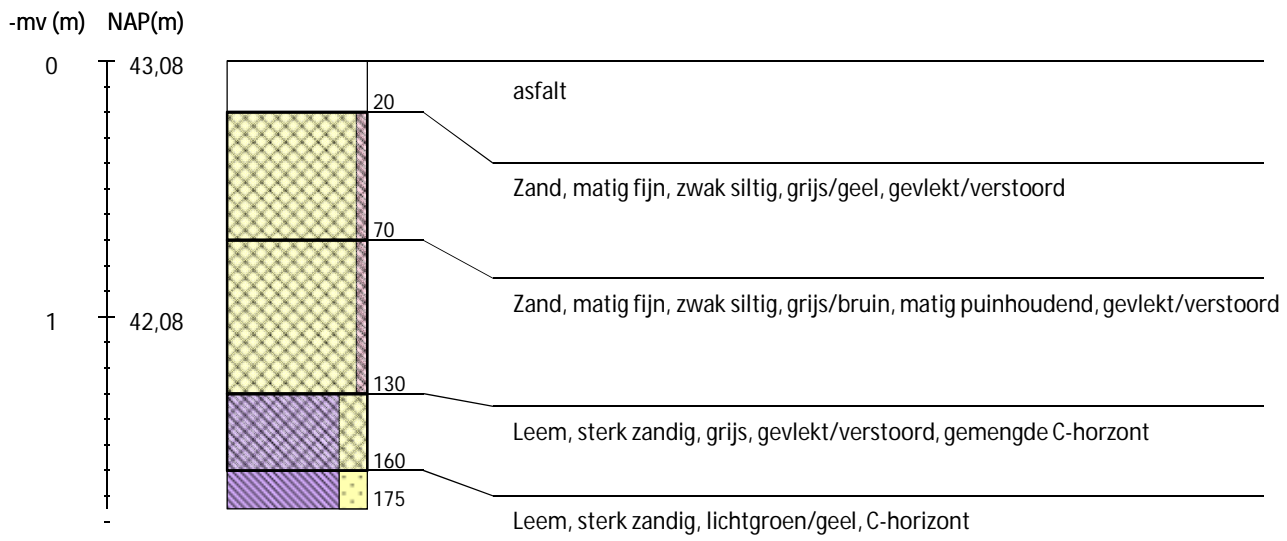 -mv (m) NAP(m)
0 43,08
asfalt
20
Zand, matig fijn, zwak siltig, grijs/geel, gevlekt/verstoord
70
Zand, matig fijn, zwak siltig, grijs/bruin, matig puinhoudend, gevlekt/verstoord
1 42,08
130
Leem, sterk zandig, grijs, gevlekt/verstoord, gemengde C-horzont
160
175
Leem, sterk zandig, lichtgroen/geel, C-horizont
-